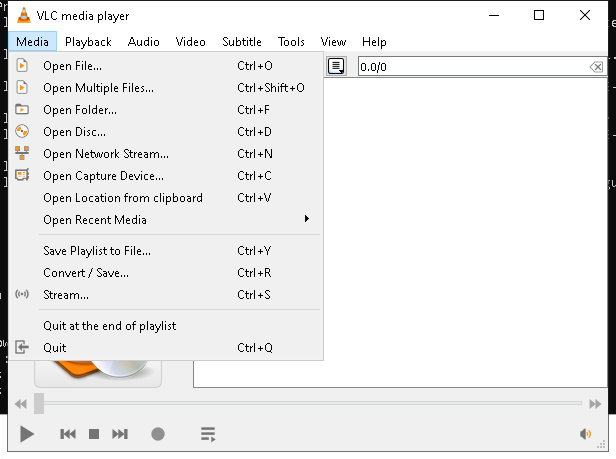 VLC media player
Media Playback Audio Video Subtitle Tools View Help
Open File... Ctrl+O
Open Multiple Files... Ctrl+Shift+O
Open Folder... Ctrl+F
Open Disc... Ctrl+D
Open Network Stream... Ctrl+N
Open Capture Device... Ctrl+C
Open Location from clipboard Ctrl+V
Open Recent Media
Save Playlist to File... Ctrl+Y
Convert / Save... Ctrl+R
Stream... Ctrl+S
Quit at the end of playlist
Quit Ctrl+Q
0.0/0